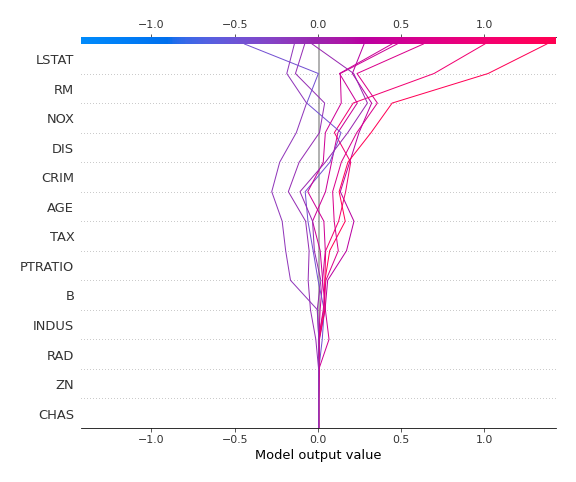 −1.0 −0.5 0.0 0.5 1.0
LSTAT
RM
NOX
DIS
CRIM
AGE
TAX
PTRATIO
B
INDUS
RAD
ZN
CHAS
−1.0 −0.5 0.0 0.5 1.0
Model output value